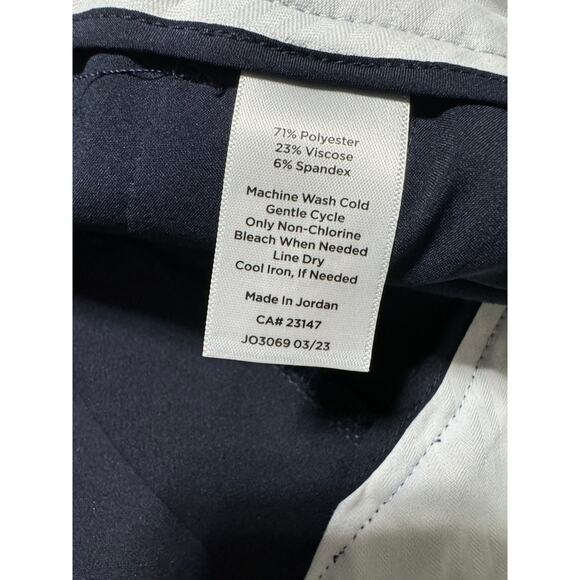 71% Polyester
23% Viscose
6% Spandex
Machine Wash Cold
Gentle Cycle
Only Non-Chlorine
Bleach When Needed
Line Dry
Cool Iron, If Needed
Made In Jordan
CA# 23147
JO3069 03/23